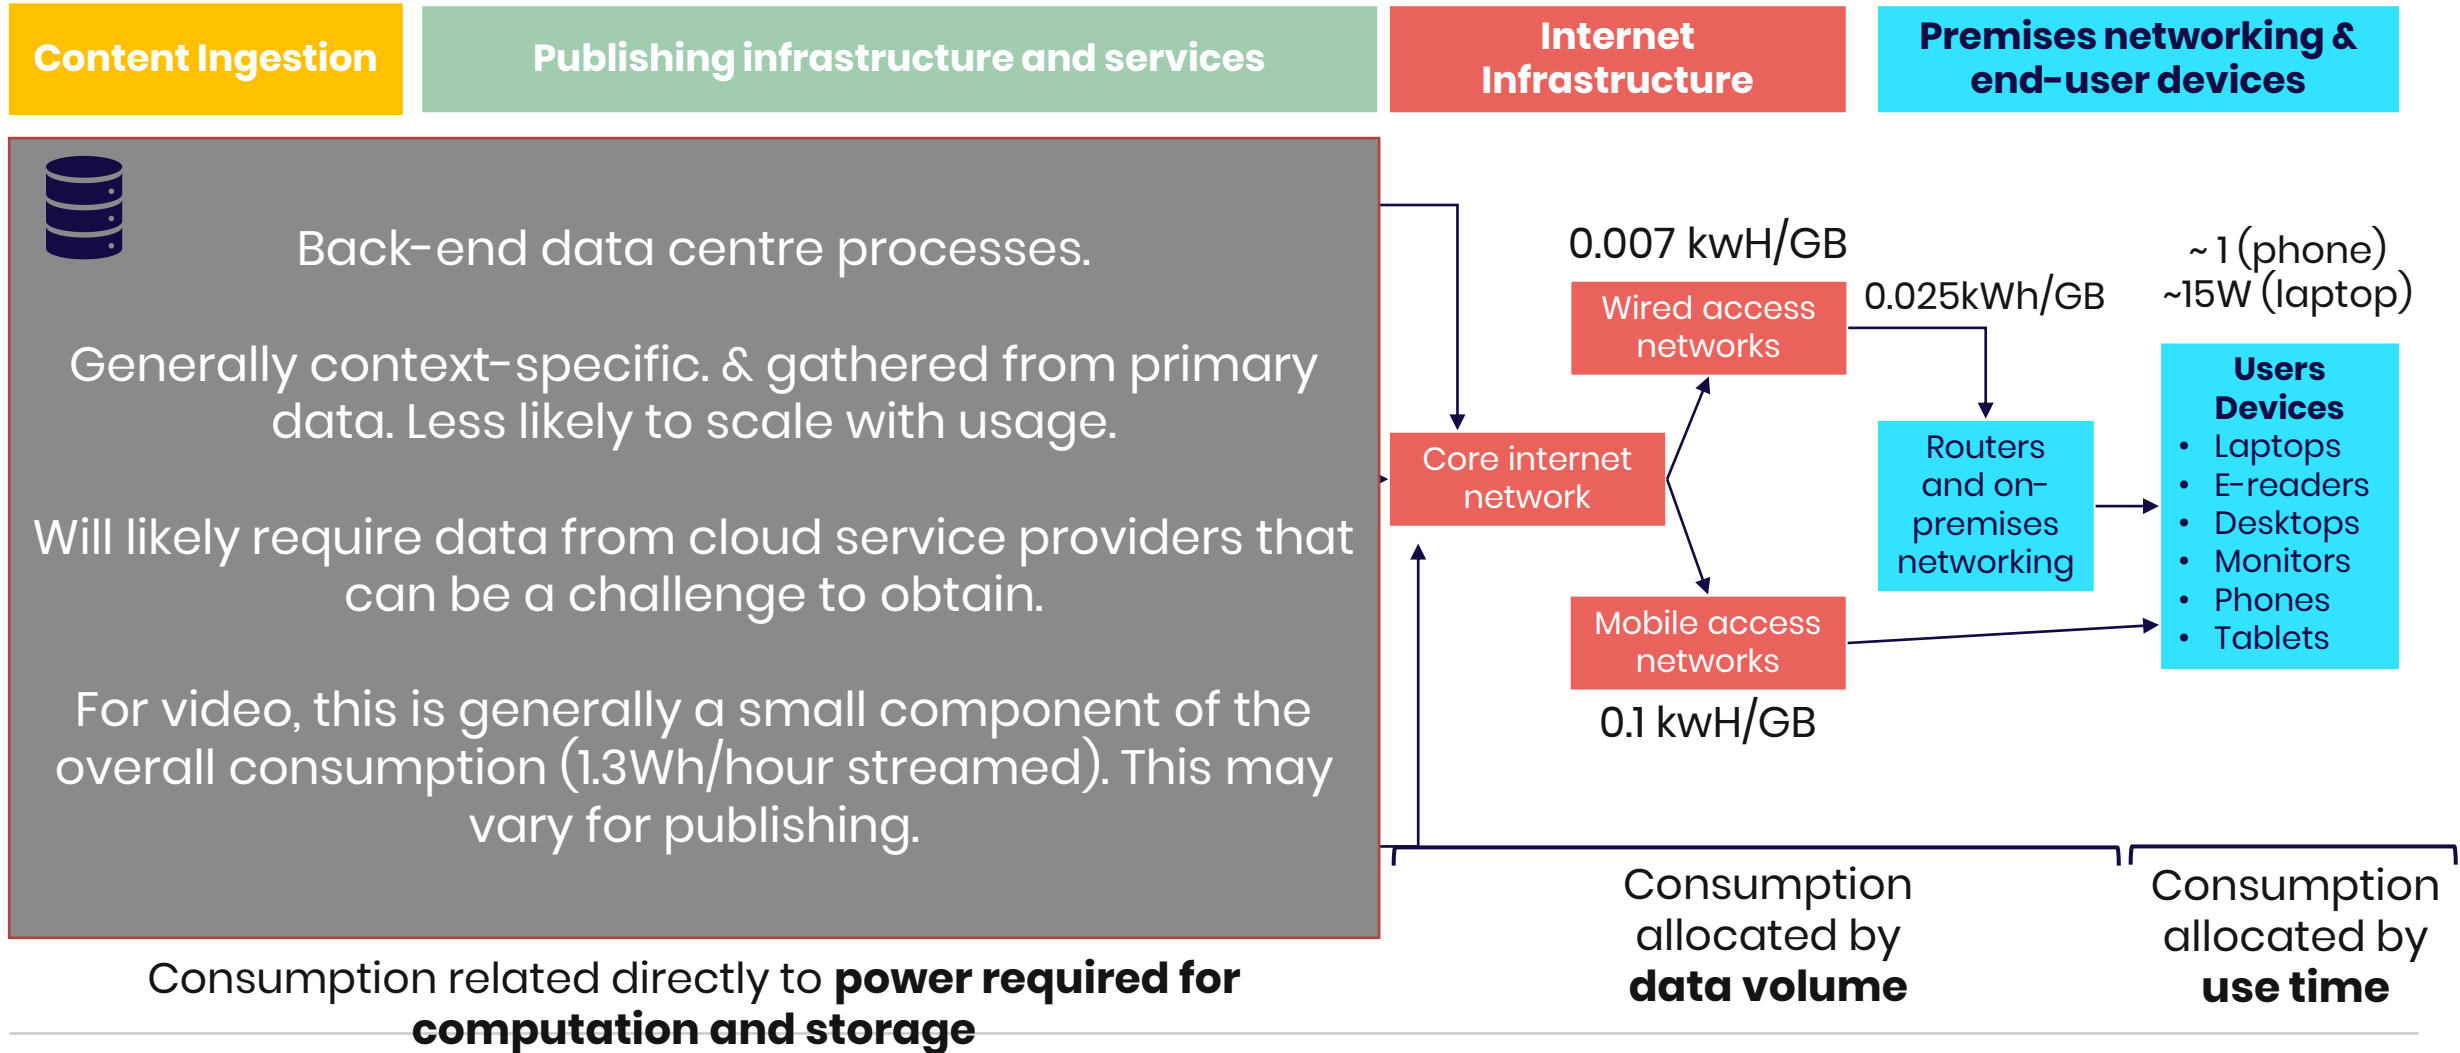 Content Ingestion
Publishing infrastructure and services
Internet
Infrastructure
Premises networking &
end-user devices
Back-end data centre processes.
Generally context-specific. & gathered from primary
data. Less likely to scale with usage.
Will likely require data from cloud service providers that
can be a challenge to obtain.
For video, this is generally a small component of the
overall consumption (1.3Wh/hour streamed). This may
vary for publishing.
Consumption related directly to power required for
computation and storage
Core internet
network
0.007 kwH/GB
Wired access
networks
Mobile access
networks
0.1 kwH/GB
0.025kWh/GB
Routers
and on-
premises
networking
~ 1 (phone)
~15W (laptop)
Users
Devices
• Laptops
• E-readers
• Desktops
• Monitors
• Phones
• Tablets
Consumption
allocated by
data volume
Consumption
allocated by
use time